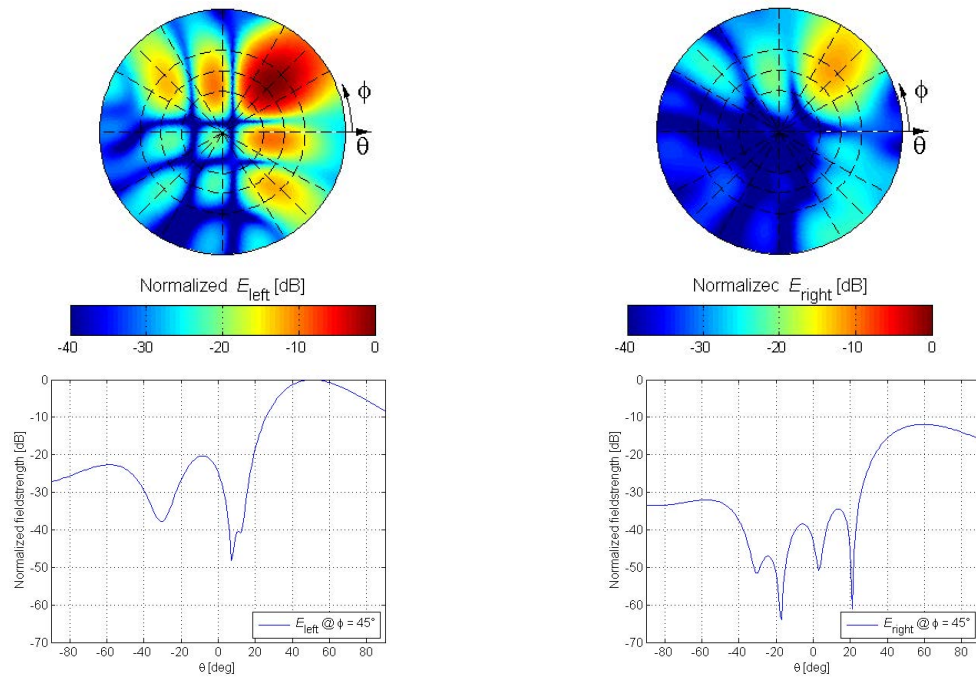 ϕ
θ
Normalized E_left [dB]
-40 -30 -20 -10 0
Normalized fieldstrength [dB]
0
-10
-20
-30
-40
-50
-60
-70
-80 -60 -40 -20 0 20 40 60 80
θ [deg]
E_left @ ϕ = 45°
ϕ
θ
Normalizec E_right [dB]
-40 -30 -20 -10 0
Normalized fieldstrength [dB]
0
-10
-20
-30
-40
-50
-60
-70
-80 -60 -40 -20 0 20 40 60 80
θ [deg]
E_right @ ϕ = 45°